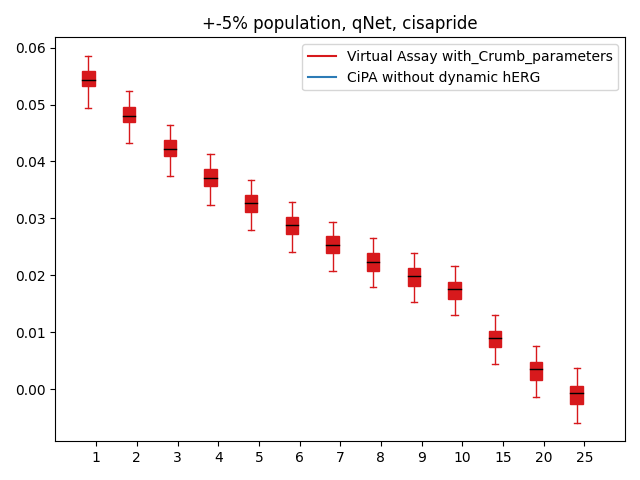 +-5% population, qNet, cisapride
Virtual Assay with_Crumb_parameters
CiPA without dynamic hERG
0.06
0.05
0.04
0.03
0.02
0.01
0.00
1 2 3 4 5 6 7 8 9 10 15 20 25